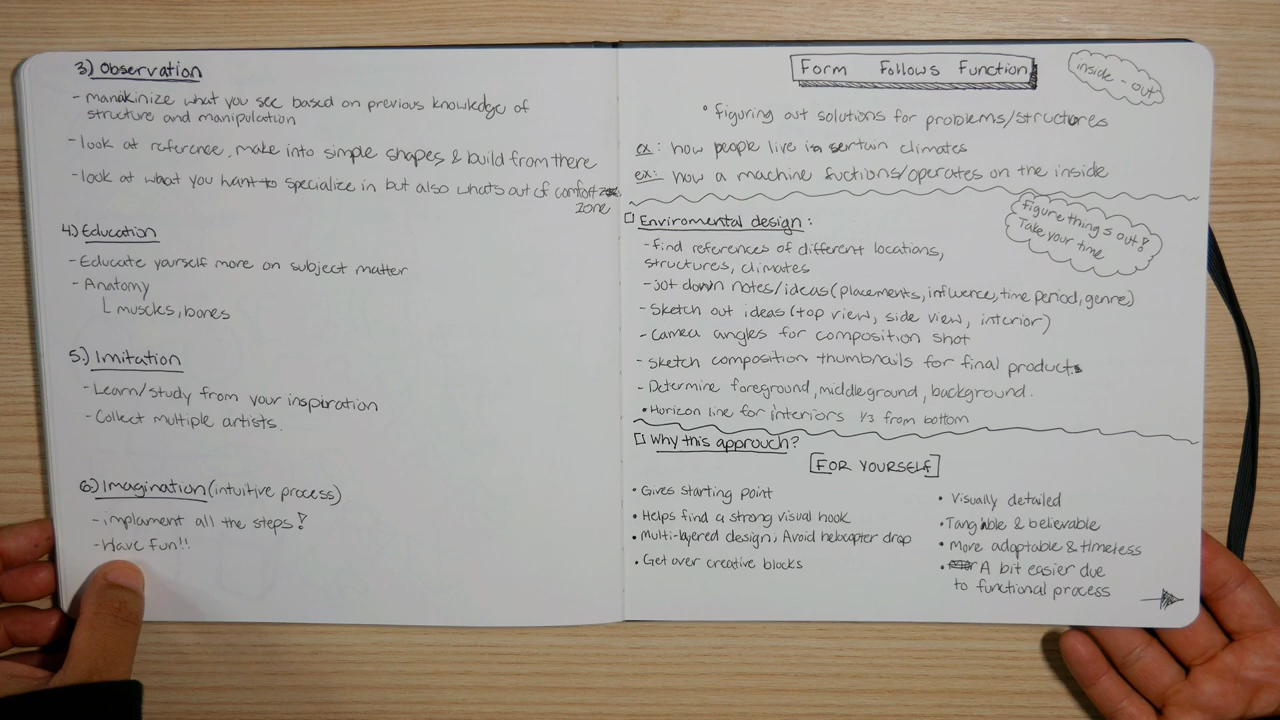 3) Observation
- manakinize what you see based on previous knowledge of
structure and manipulation
- look at reference, make into simple shapes & build from there
- look at what you want to specialize in but also whats out of comfort
zone
4) Education
- Educate yourself more on subject matter
- Anatomy
L muscles, bones
5.) Imitation
- Learn/study from your inspiration
- Collect multiple artists.
6) Imagination (intuitive process)
- implament all the steps!
- Have fun!!
Form Follows Function
inside - out
• figuring out solutions for problems/structures
ex: how people live in sertain climates
ex: how a machine fuctions/operates on the inside
Enviromental design:
Figure things out!
Take your time
- find references of different locations,
structures, climates
- Jot down notes/ideas (placements, influence, time period, genre)
- Sketch out ideas (top view, side view, interior)
- Camea angles for composition shot
- Sketch composition thumbnails for final product
- Determine foreground, middleground, background.
• Horizon line for interiors 1/3 from bottom
Why this approuch?
[FOR YOURSELF]
• Gives starting point
• Helps find a strong visual hook
• Multi-layered design; Avoid helocopter drop
• Get over creative blocks
• Visually detailed
• Tangable & believable
• More adaptable & timeless
• A bit easier due
to functional process